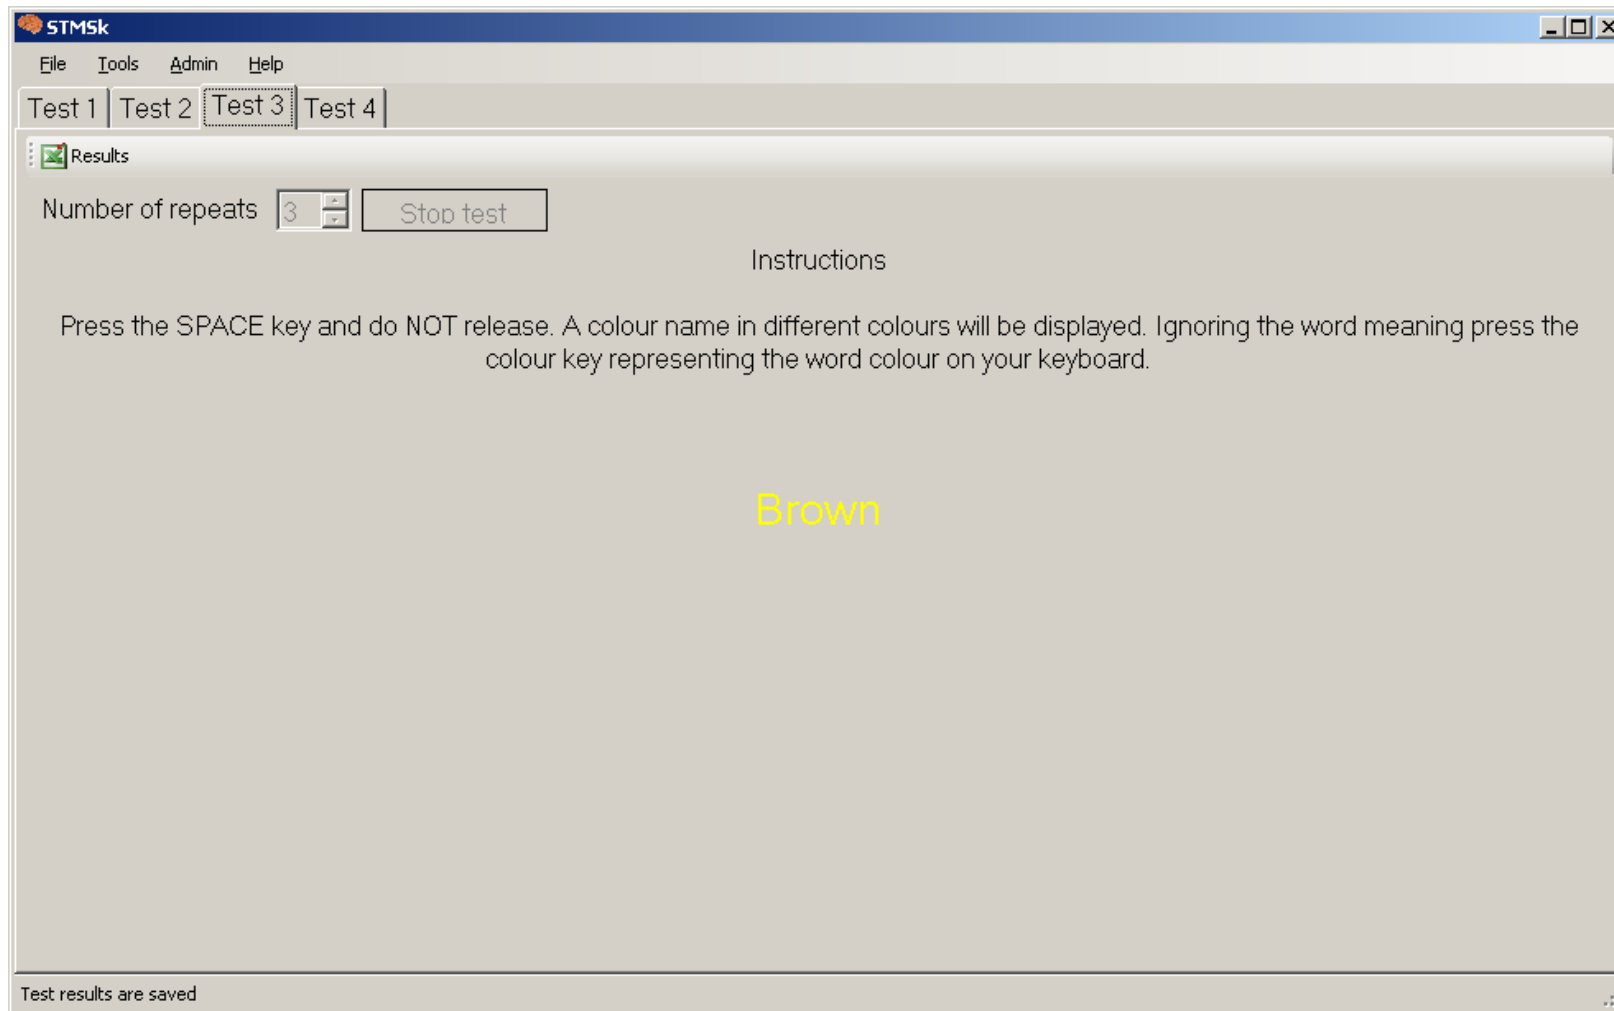 STMSk
File Tools Admin Help
Test 1 Test 2 Test 3 Test 4
Results
Number of repeats 3 Stop test
Instructions
Press the SPACE key and do NOT release. A colour name in different colours will be displayed. Ignoring the word meaning press the
colour key representing the word colour on your keyboard.
Brown
Test results are saved